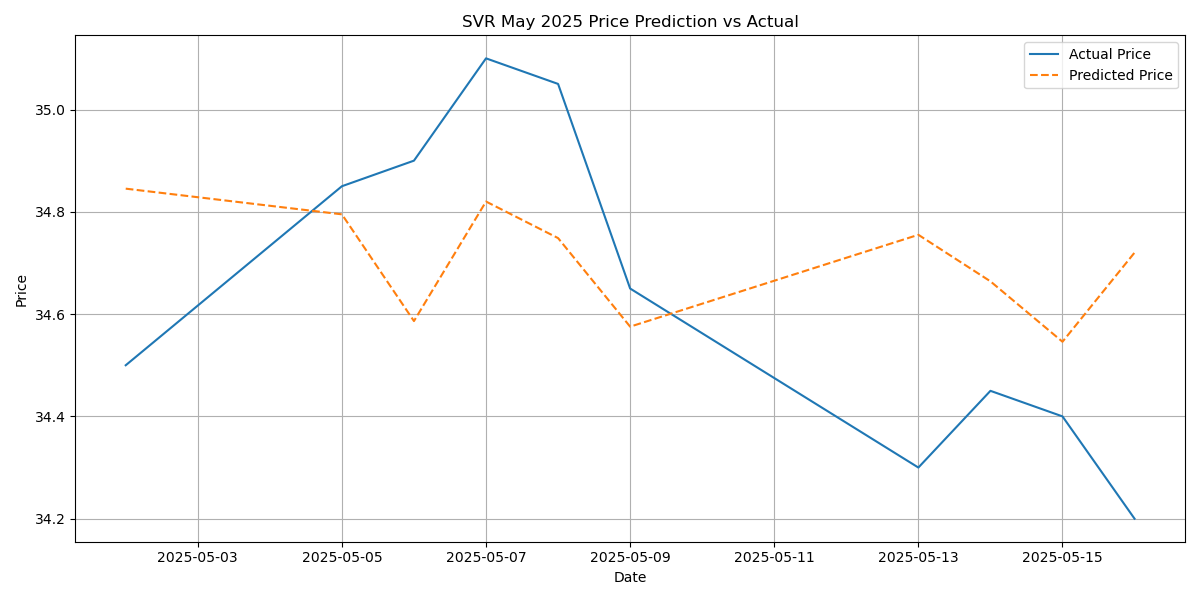 SVR May 2025 Price Prediction vs Actual
Actual Price
Predicted Price
Price
35.0
34.8
34.6
34.4
34.2
2025-05-03 2025-05-05 2025-05-07 2025-05-09 2025-05-11 2025-05-13 2025-05-15
Date